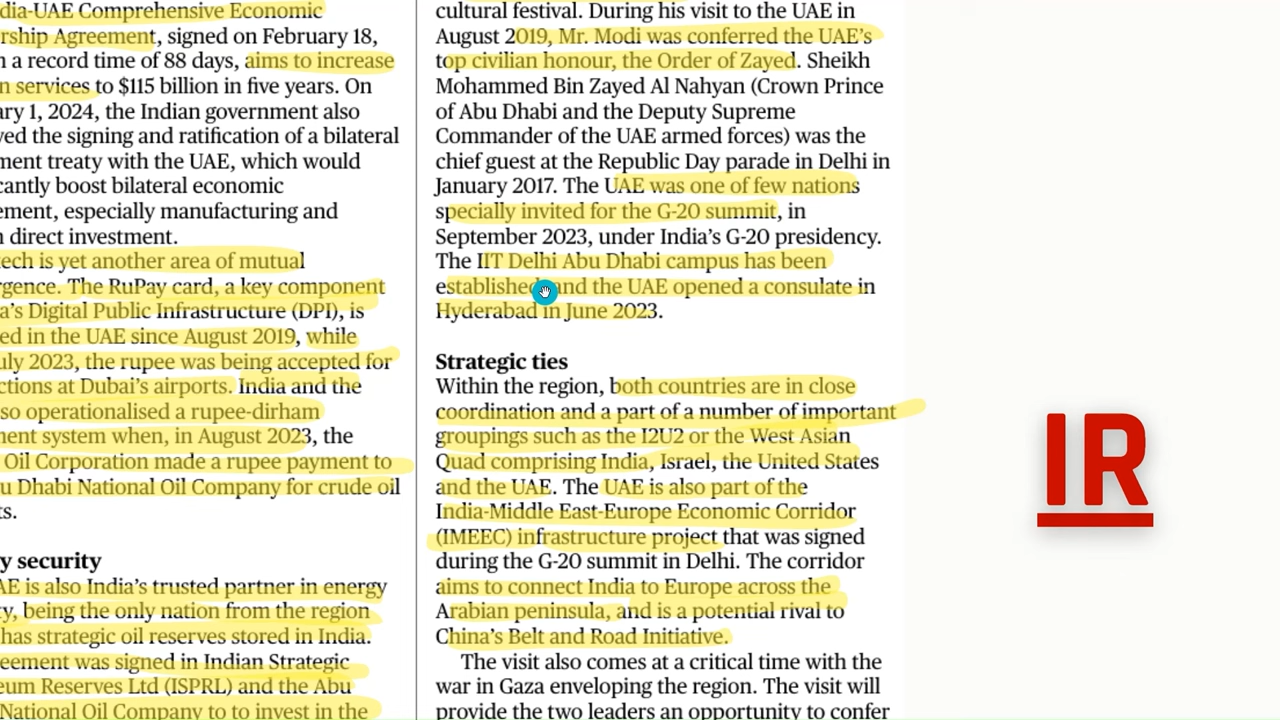 dia-UAE Comprehensive Economic
rship Agreement, signed on February 18,
n a record time of 88 days, aims to increase
n services to $115 billion in five years. On
ary 1, 2024, the Indian government also
ved the signing and ratification of a bilateral
ment treaty with the UAE, which would
cantly boost bilateral economic
ement, especially manufacturing and
n direct investment.
ech is yet another area of mutual
rgence. The RuPay card, a key component
a's Digital Public Infrastructure (DPI), is
ed in the UAE since August 2019, while
uly 2023, the rupee was being accepted for
ctions at Dubai's airports. India and the
so operationalised a rupee-dirham
ment system when, in August 2023, the
Oil Corporation made a rupee payment to
u Dhabi National Oil Company for crude oil
ts.
y security
AE is also India's trusted partner in energy
ty, being the only nation from the region
has strategic oil reserves stored in India.
reement was signed in Indian Strategic
eum Reserves Ltd (ISPRL) and the Abu
National Oil Company to to invest in the
cultural festival. During his visit to the UAE in
August 2019, Mr. Modi was conferred the UAE's
top civilian honour, the Order of Zayed. Sheikh
Mohammed Bin Zayed Al Nahyan (Crown Prince
of Abu Dhabi and the Deputy Supreme
Commander of the UAE armed forces) was the
chief guest at the Republic Day parade in Delhi in
January 2017. The UAE was one of few nations
specially invited for the G-20 summit, in
September 2023, under India's G-20 presidency.
The IIT Delhi Abu Dhabi campus has been
established and the UAE opened a consulate in
Hyderabad in June 2023.
Strategic ties
Within the region, both countries are in close
coordination and a part of a number of important
groupings such as the I2U2 or the West Asian
Quad comprising India, Israel, the United States
and the UAE. The UAE is also part of the
India-Middle East-Europe Economic Corridor
(IMEEC) infrastructure project that was signed
during the G-20 summit in Delhi. The corridor
aims to connect India to Europe across the
Arabian peninsula, and is a potential rival to
China's Belt and Road Initiative.
The visit also comes at a critical time with the
war in Gaza enveloping the region. The visit will
provide the two leaders an opportunity to confer
IR